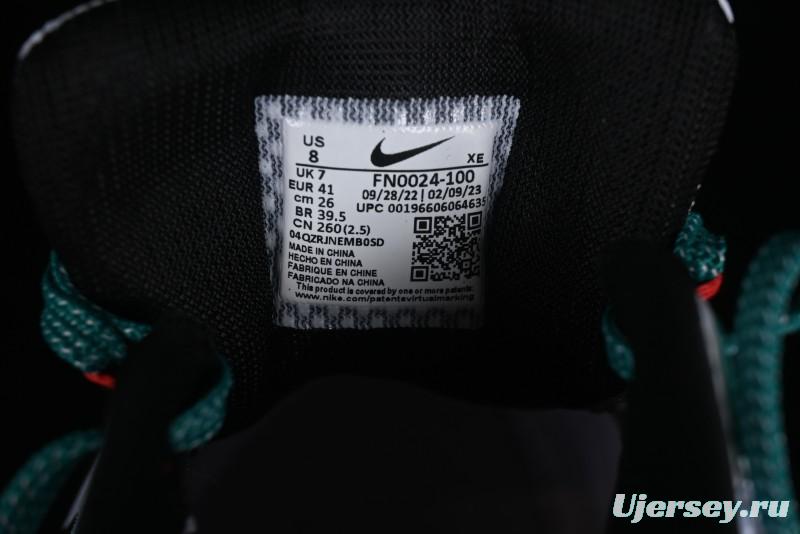 US
8
XE
UK 7
FN0024-100
EUR 41
09/28/22 | 02/09/23
cm 26
UPC 00196606064635
BR 39.5
CN 260(2.5)
04QZRJNEMB0SD
MADE IN CHINA
HECHO EN CHINA
FABRIQUE EN CHINE
FABRICADO NA CHINA
This product is covered by one or more patents:
www.nike.com/patentsvirtualmarking
Ujersey.ru